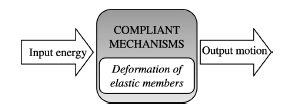 COMPLIANT
MECHANISMS
Input energy
Output motion
Deformation of
elastic members